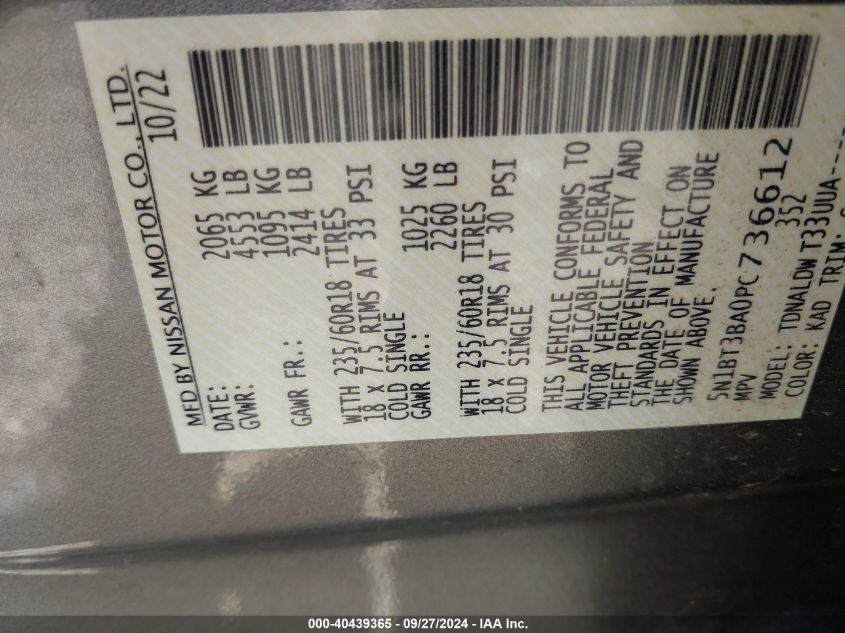 MFD BY NISSAN MOTOR CO., LTD.
DATE: 10/22
GVWR: 2065 KG
4553 LB
GAWR FR.: 1095 KG
2414 LB
WITH 235/60R18 TIRES
18 X 7.5 RIMS AT 33 PSI
COLD SINGLE
GAWR RR.: 1025 KG
2260 LB
WITH 235/60R18 TIRES
18 X 7.5 RIMS AT 30 PSI
COLD SINGLE
THIS VEHICLE CONFORMS TO
ALL APPLICABLE FEDERAL
MOTOR VEHICLE SAFETY AND
THEFT PREVENTION
STANDARDS IN EFFECT ON
THE DATE OF MANUFACTURE
SHOWN ABOVE.
5N1BT3BA0PC736612
MPV 352
MODEL: TDNALDWT33UUA----
COLOR: KAD TRIM:
000-40439365 - 09/27/2024 - IAA Inc.